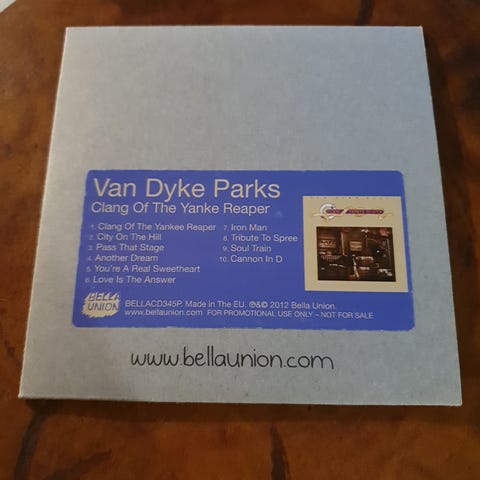 Van Dyke Parks
Clang Of The Yanke Reaper
1. Clang Of The Yankee Reaper
2. City On The Hill
3. Pass That Stage
4. Another Dream
5. You're A Real Sweetheart
6. Love Is The Answer
7. Iron Man
8. Tribute To Spree
9. Soul Train
10. Cannon In D
BELLA
UNION
BELLACD345P. Made in The EU. ℗&© 2012 Bella Union.
www.bellaunion.com FOR PROMOTIONAL USE ONLY – NOT FOR SALE
www.bellaunion.com